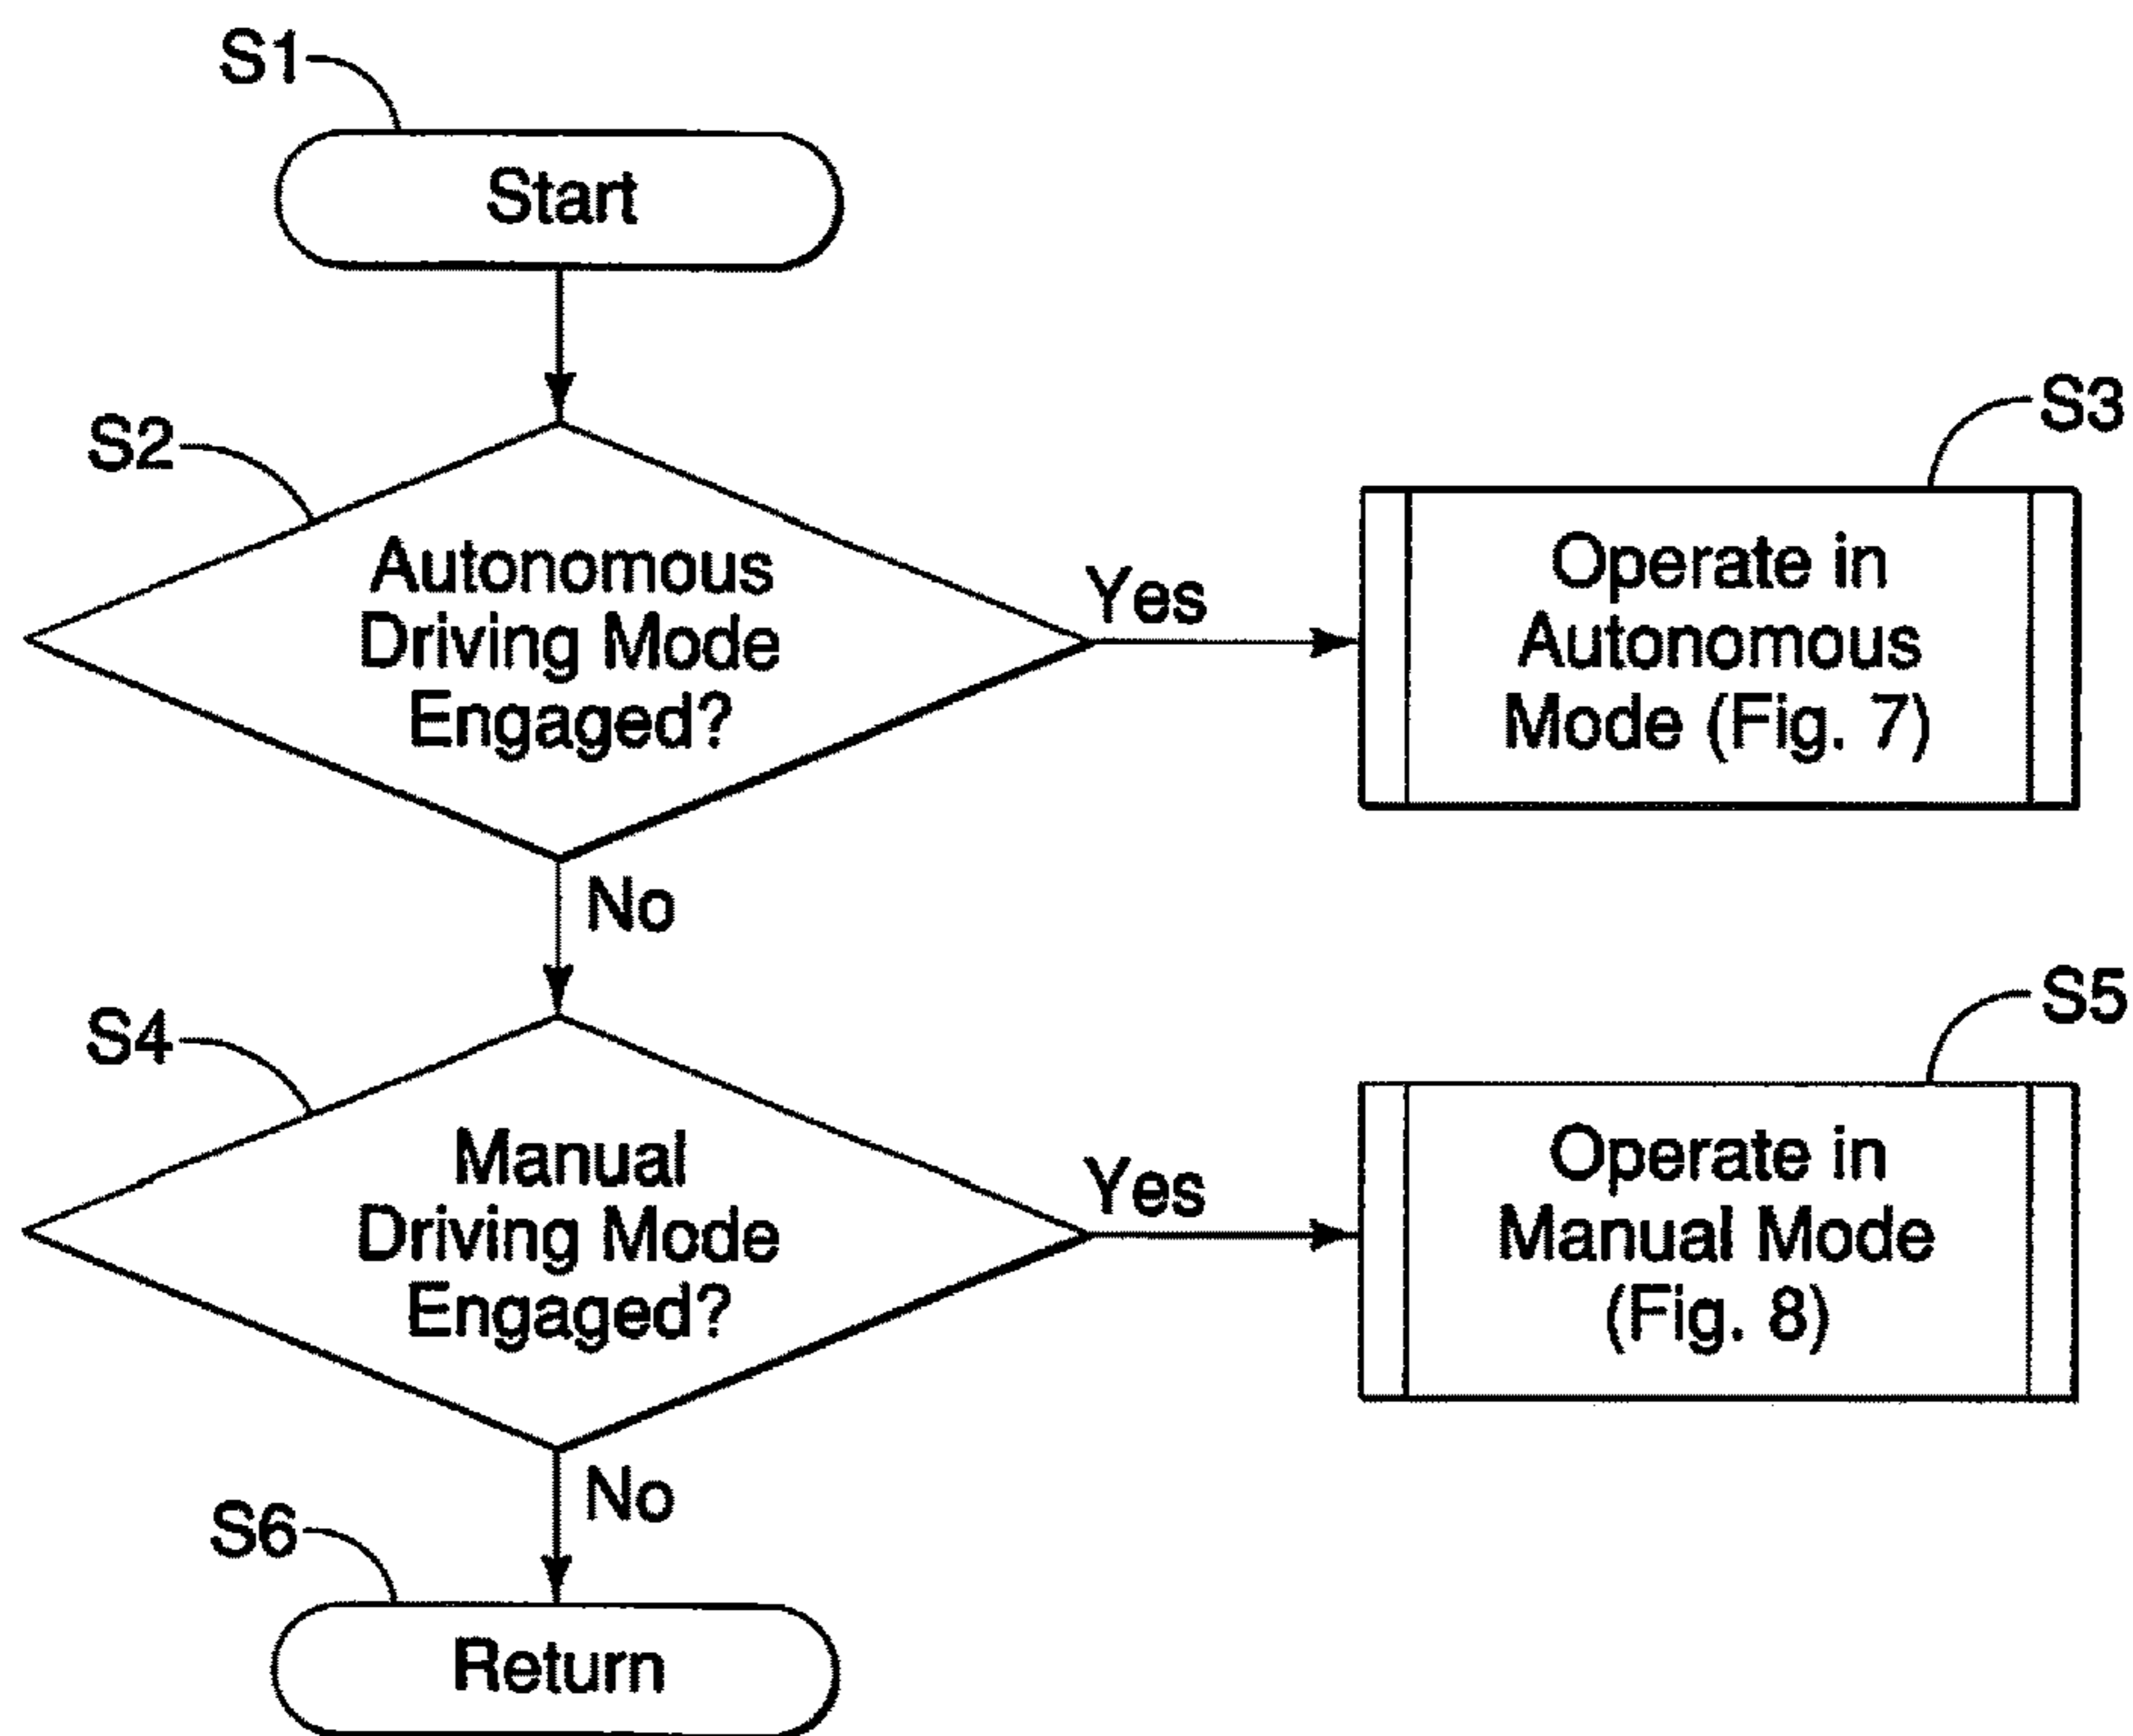 S1
Start
S2
Autonomous
Driving Mode
Engaged?
Yes
S3
Operate in
Autonomous
Mode (Fig. 7)
No
S4
Manual
Driving Mode
Engaged?
Yes
S5
Operate in
Manual Mode
(Fig. 8)
No
S6
Return